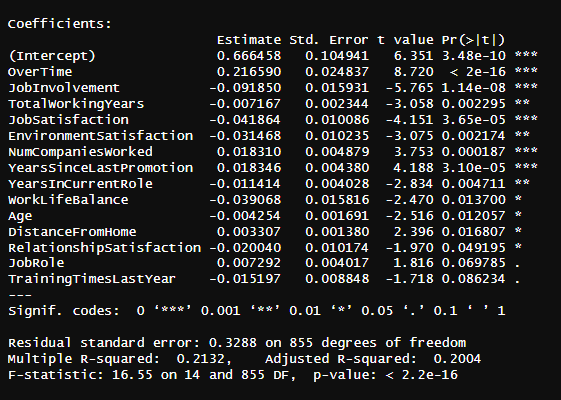 Coefficients:
                         Estimate Std. Error t value Pr(>|t|)
(Intercept)              0.666458   0.104941   6.351 3.48e-10 ***
OverTime                 0.216590   0.024837   8.720  < 2e-16 ***
JobInvolvement          -0.091850   0.015931  -5.765 1.14e-08 ***
TotalWorkingYears       -0.007167   0.002344  -3.058 0.002295 **
JobSatisfaction         -0.041864   0.010086  -4.151 3.65e-05 ***
EnvironmentSatisfaction -0.031468   0.010235  -3.075 0.002174 **
NumCompaniesWorked       0.018310   0.004879   3.753 0.000187 ***
YearsSinceLastPromotion  0.018346   0.004380   4.188 3.10e-05 ***
YearsInCurrentRole      -0.011414   0.004028  -2.834 0.004711 **
WorkLifeBalance         -0.039068   0.015816  -2.470 0.013700 *
Age                     -0.004254   0.001691  -2.516 0.012057 *
DistanceFromHome         0.003307   0.001380   2.396 0.016807 *
RelationshipSatisfaction -0.020040   0.010174  -1.970 0.049195 *
JobRole                  0.007292   0.004017   1.816 0.069785 .
TrainingTimesLastYear   -0.015197   0.008848  -1.718 0.086234 .
---
Signif. codes:  0 ‘***’ 0.001 ‘**’ 0.01 ‘*’ 0.05 ‘.’ 0.1 ‘ ’ 1
Residual standard error: 0.3288 on 855 degrees of freedom
Multiple R-squared:  0.2132,    Adjusted R-squared:  0.2004
F-statistic: 16.55 on 14 and 855 DF,  p-value: < 2.2e-16